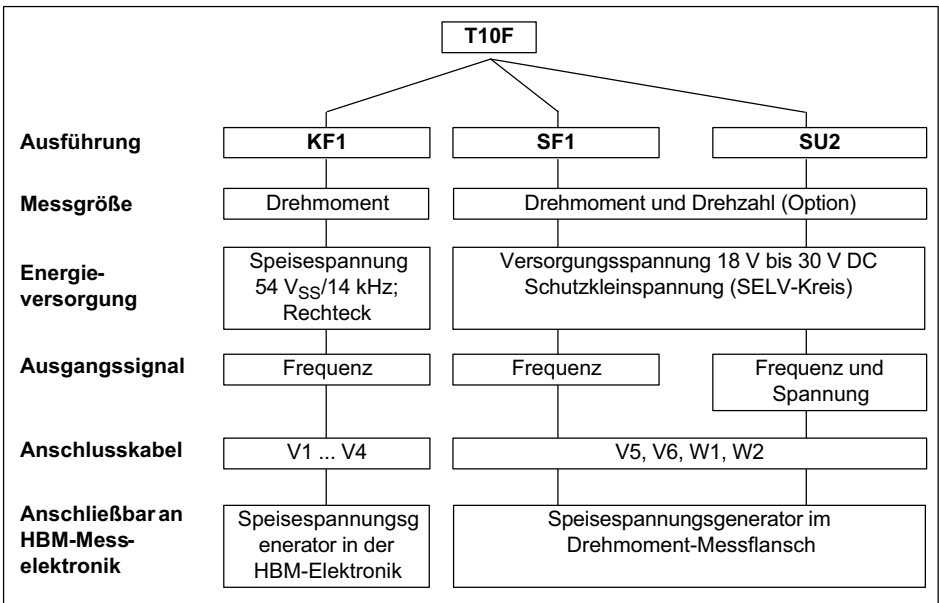 T10F
Ausführung
KF1
SF1
SU2
Messgröße
Drehmoment
Drehmoment und Drehzahl (Option)
Energie-
versorgung
Speisespannung
54 VSS/14 kHz;
Rechteck
Versorgungsspannung 18 V bis 30 V DC
Schutzkleinspannung (SELV-Kreis)
Ausgangssignal
Frequenz
Frequenz
Frequenz und
Spannung
Anschlusskabel
V1 ... V4
V5, V6, W1, W2
Anschließbar an
HBM-Mess-
elektronik
Speisespannungsg
enerator in der
HBM-Elektronik
Speisespannungsgenerator im
Drehmoment-Messflansch